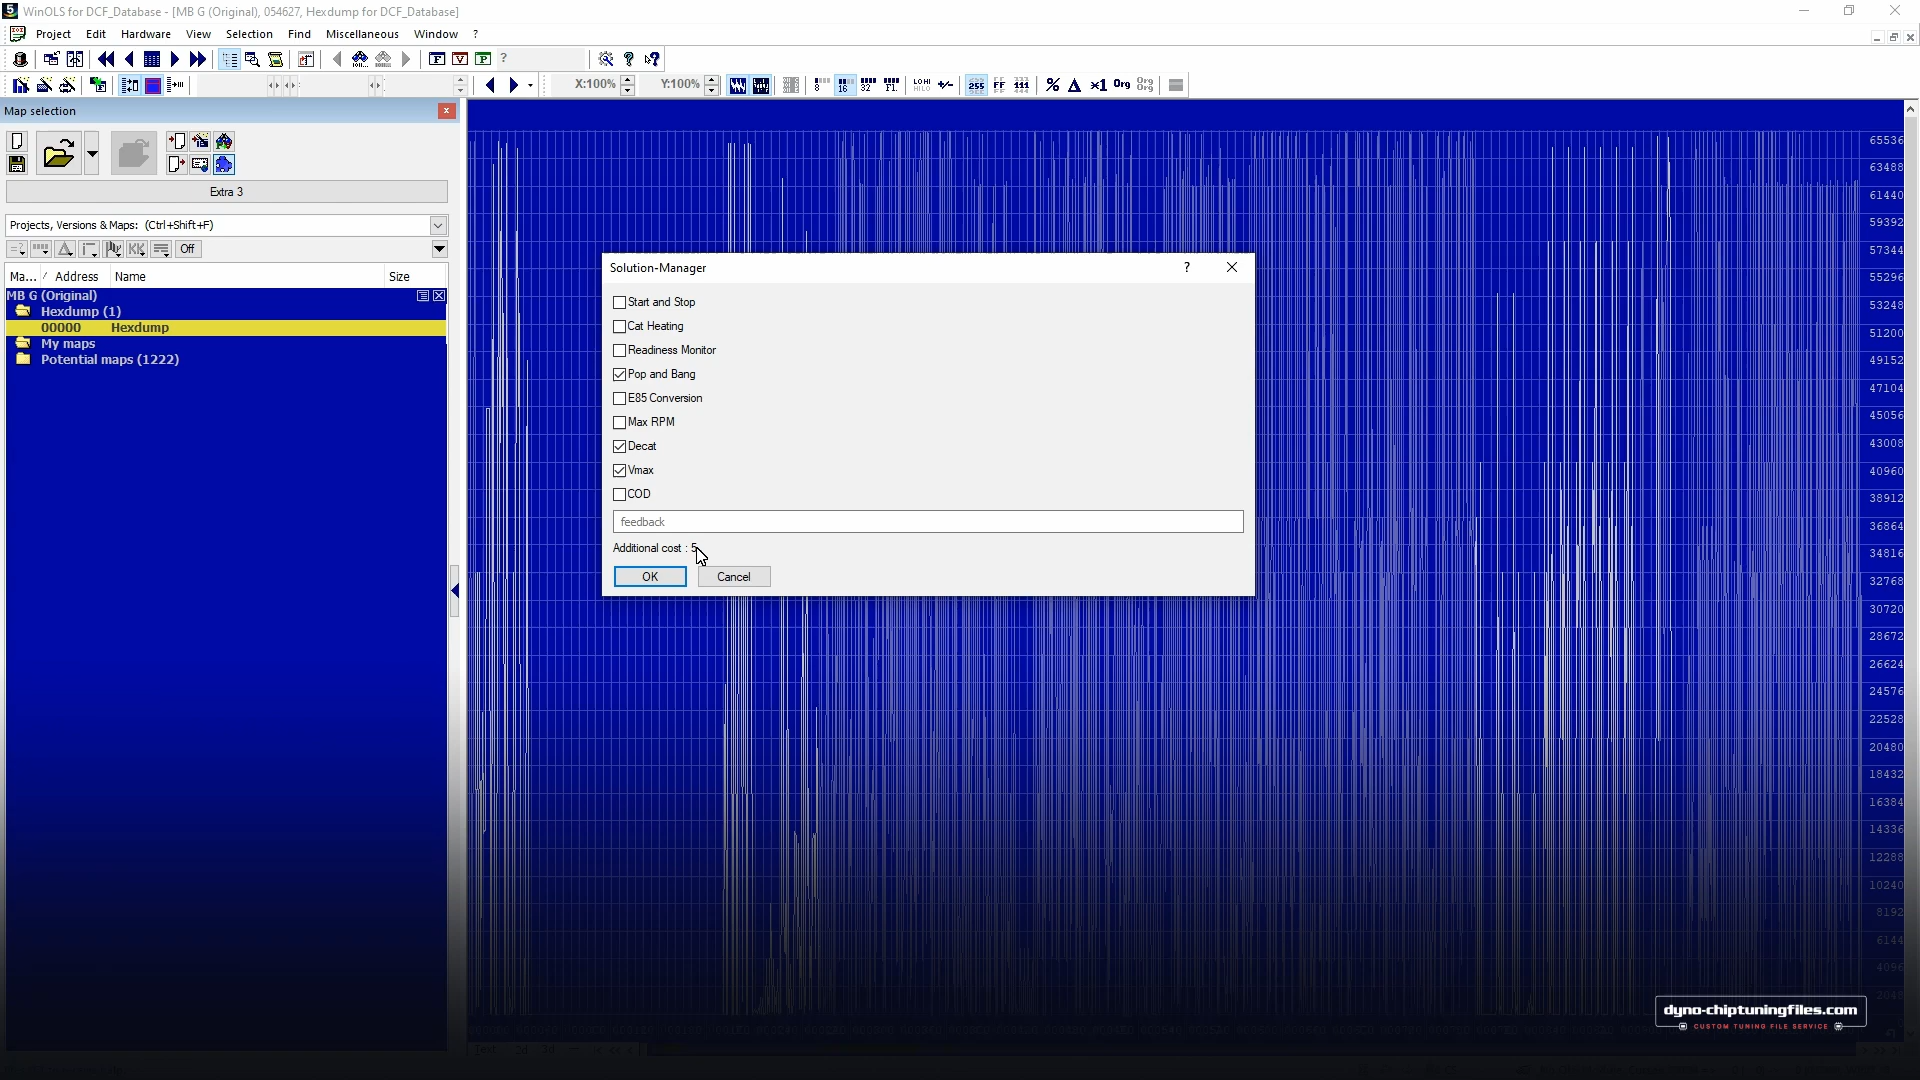 WinOLS for DCF_Database - [MB G (Original), 054627, Hexdump for DCF_Database]
Project Edit Hardware View Selection Find Miscellaneous Window ?
X:100% Y:100%
Map selection
Extra 3
Projects, Versions & Maps: (Ctrl+Shift+F)
Off
Ma... Address Name Size
MB G (Original)
Hexdump (1)
00000 Hexdump
My maps
Potential maps (1222)
Solution-Manager
Start and Stop
Cat Heating
Readiness Monitor
Pop and Bang
E85 Conversion
Max RPM
Decat
Vmax
COD
feedback
Additional cost : 5
OK Cancel
65536
63488
61440
59392
57344
55296
53248
51200
49152
47104
45056
43008
40960
38912
36864
34816
32768
30720
28672
26624
24576
22528
20480
18432
16384
14336
12288
10240
8192
6144
4096
2048
dyno-chiptuningfiles.com
CUSTOM TUNING FILE SERVICE